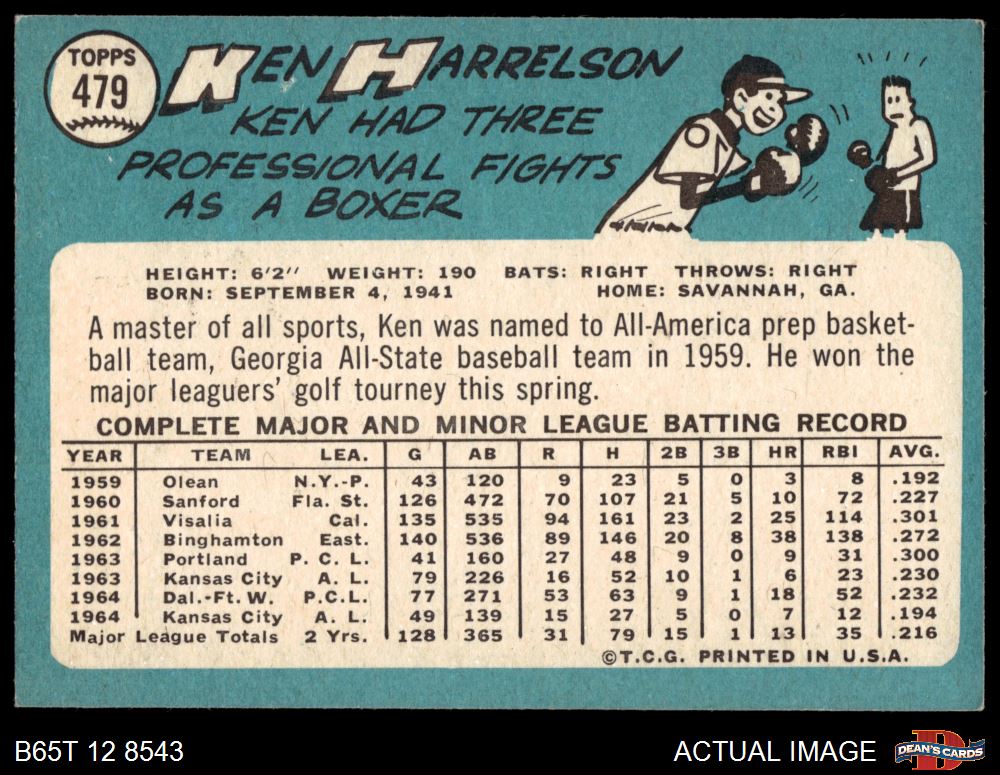 TOPPS
479
KEN HARRELSON
KEN HAD THREE
PROFESSIONAL FIGHTS
AS A BOXER
HEIGHT: 6'2" WEIGHT: 190 BATS: RIGHT THROWS: RIGHT
BORN: SEPTEMBER 4, 1941 HOME: SAVANNAH, GA.
A master of all sports, Ken was named to All-America prep basket-
ball team, Georgia All-State baseball team in 1959. He won the
major leaguers' golf tourney this spring.
COMPLETE MAJOR AND MINOR LEAGUE BATTING RECORD
YEAR TEAM LEA. G AB R H 2B 3B HR RBI AVG.
1959 Olean N.Y.-P. 43 120 9 23 5 0 3 8 .192
1960 Sanford Fla. St. 126 472 70 107 21 5 10 72 .227
1961 Visalia Cal. 135 535 94 161 23 2 25 114 .301
1962 Binghamton East. 140 536 89 146 20 8 38 138 .272
1963 Portland P. C. L. 41 160 27 48 9 0 9 31 .300
1963 Kansas City A. L. 79 226 16 52 10 1 6 23 .230
1964 Dal.-Ft. W. P.C.L. 77 271 53 63 9 1 18 52 .232
1964 Kansas City A. L. 49 139 15 27 5 0 7 12 .194
Major League Totals 2 Yrs. 128 365 31 79 15 1 13 35 .216
©T.C.G. PRINTED IN U.S.A.
B65T 12 8543 ACTUAL IMAGE
DEAN'S CARDS